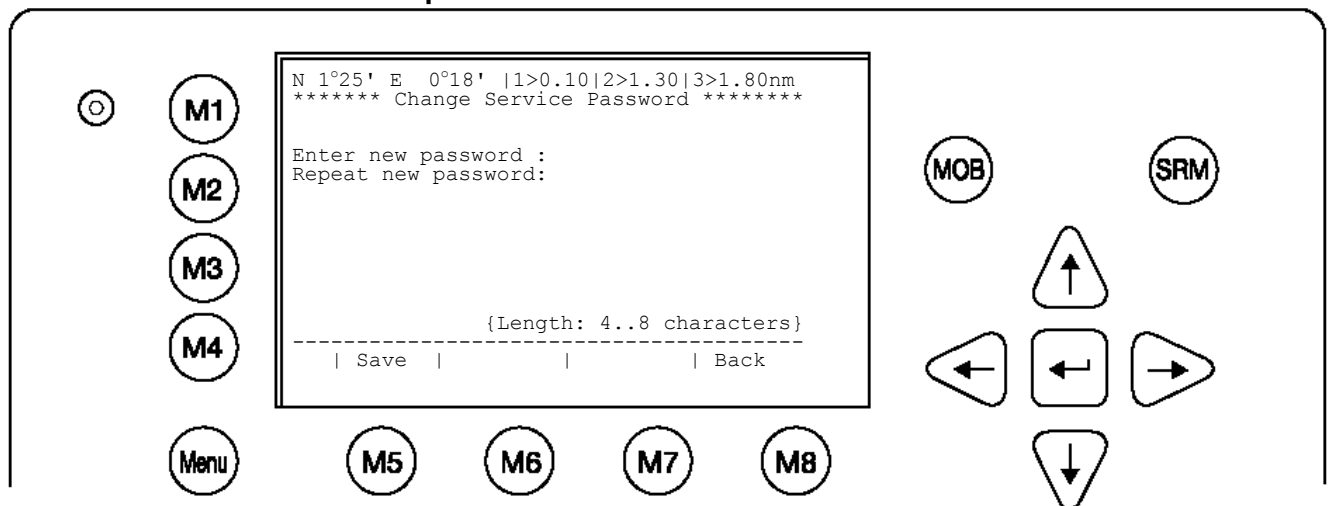 N 1°25' E  0°18' |1>0.10|2>1.30|3>1.80nm
******* Change Service Password ********
Enter new password :
Repeat new password:
{Length: 4..8 characters}
----------------------------------------
| Save |        |        | Back
M1
M2
M3
M4
Menu
M5
M6
M7
M8
MOB
SRM